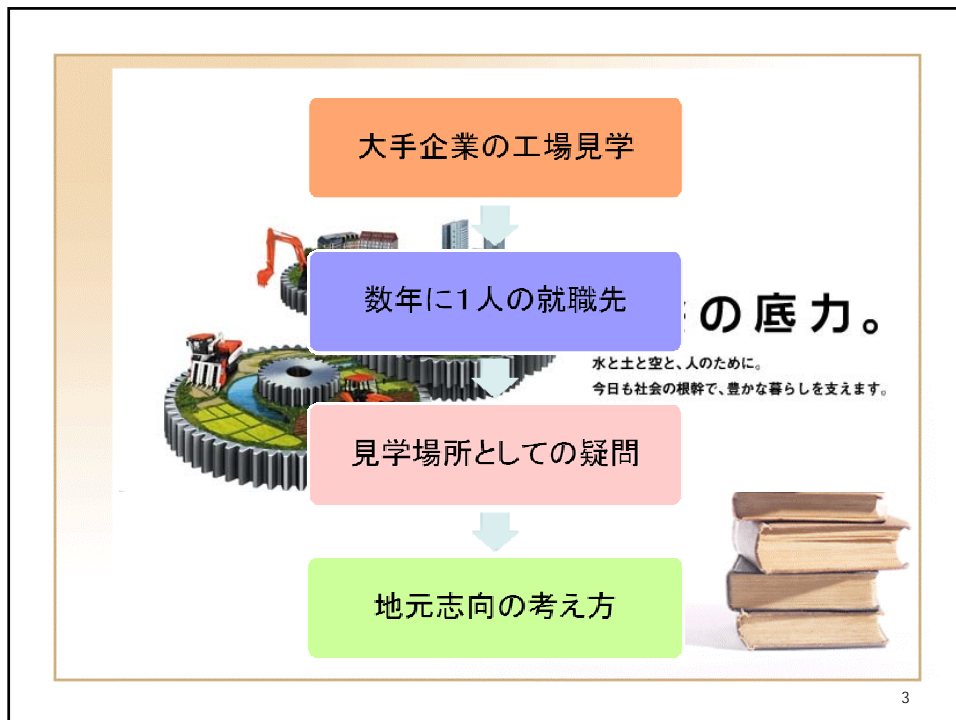 大手企業の工場見学
数年に１人の就職先
の底力。
水と土と空と、人のために。
今日も社会の根幹で、豊かな暮らしを支えます。
見学場所としての疑問
地元志向の考え方
3